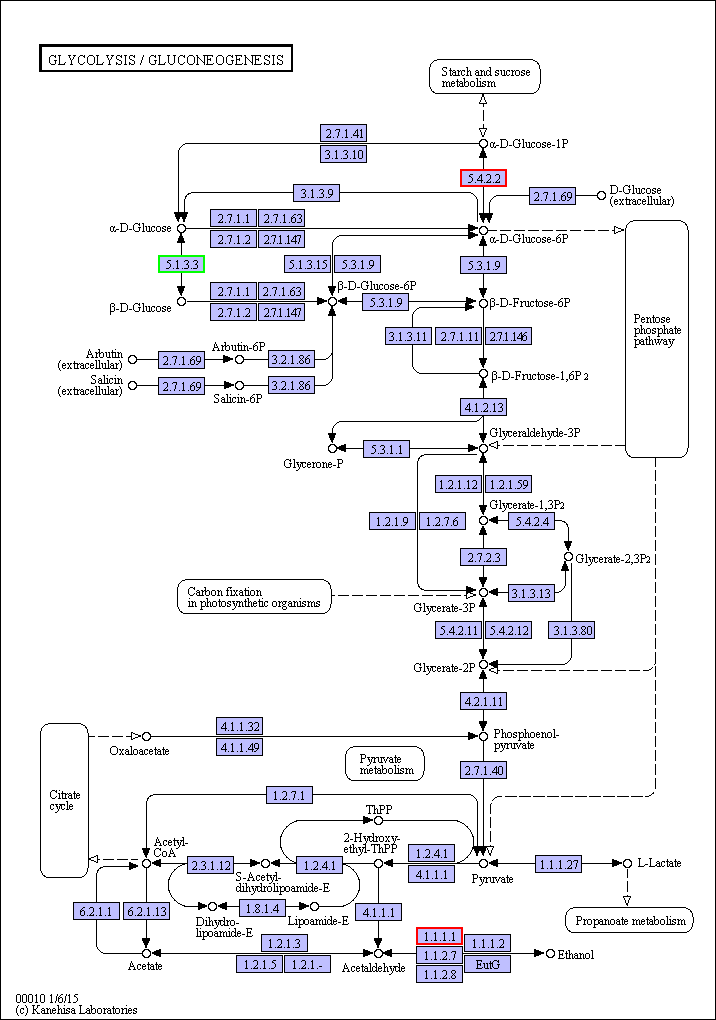 GLYCOLYSIS / GLUCONEOGENESIS
Starch and sucrose
metabolism
2.7.1.41
3.1.3.10
α-D-Glucose-1P
5.4.2.2
3.1.3.9
2.7.1.69
D-Glucose
(extracellular)
α-D-Glucose
2.7.1.1
2.7.1.63
2.7.1.2
2.7.1.147
α-D-Glucose-6P
5.1.3.3
5.1.3.15
5.3.1.9
5.3.1.9
β-D-Glucose-6P
β-D-Glucose
2.7.1.1
2.7.1.63
2.7.1.2
2.7.1.147
5.3.1.9
β-D-Fructose-6P
Pentose
phosphate
pathway
3.1.3.11
2.7.1.11
2.7.1.146
Arbutin
(extracellular)
2.7.1.69
Arbutin-6P
3.2.1.86
Salicin
(extracellular)
2.7.1.69
Salicin-6P
3.2.1.86
β-D-Fructose-1,6P2
4.1.2.13
Glyceraldehyde-3P
Glycerone-P
5.3.1.1
1.2.1.12
1.2.1.59
Glycerate-1,3P2
1.2.1.9
1.2.7.6
5.4.2.4
2.7.2.3
Glycerate-2,3P2
Carbon fixation
in photosynthetic organisms
3.1.3.13
Glycerate-3P
5.4.2.11
5.4.2.12
3.1.3.80
Glycerate-2P
4.2.1.11
Oxaloacetate
4.1.1.32
4.1.1.49
Phosphoenol-
pyruvate
Pyruvate
metabolism
2.7.1.40
Citrate
cycle
1.2.7.1
ThPP
2-Hydroxy-
ethyl-ThPP
Acetyl-
CoA
2.3.1.12
S-Acetyl-
dihydrolipoamide-E
1.2.4.1
1.2.4.1
4.1.1.1
Pyruvate
1.1.1.27
L-Lactate
6.2.1.1
6.2.1.13
Dihydro-
lipoamide-E
1.8.1.4
Lipoamide-E
4.1.1.1
Propanoate metabolism
Acetate
1.2.1.3
1.2.1.5
1.2.1.-
Acetaldehyde
1.1.1.1
1.1.1.2
1.1.2.7
EutG
1.1.2.8
Ethanol
00010 1/6/15
(c) Kanehisa Laboratories